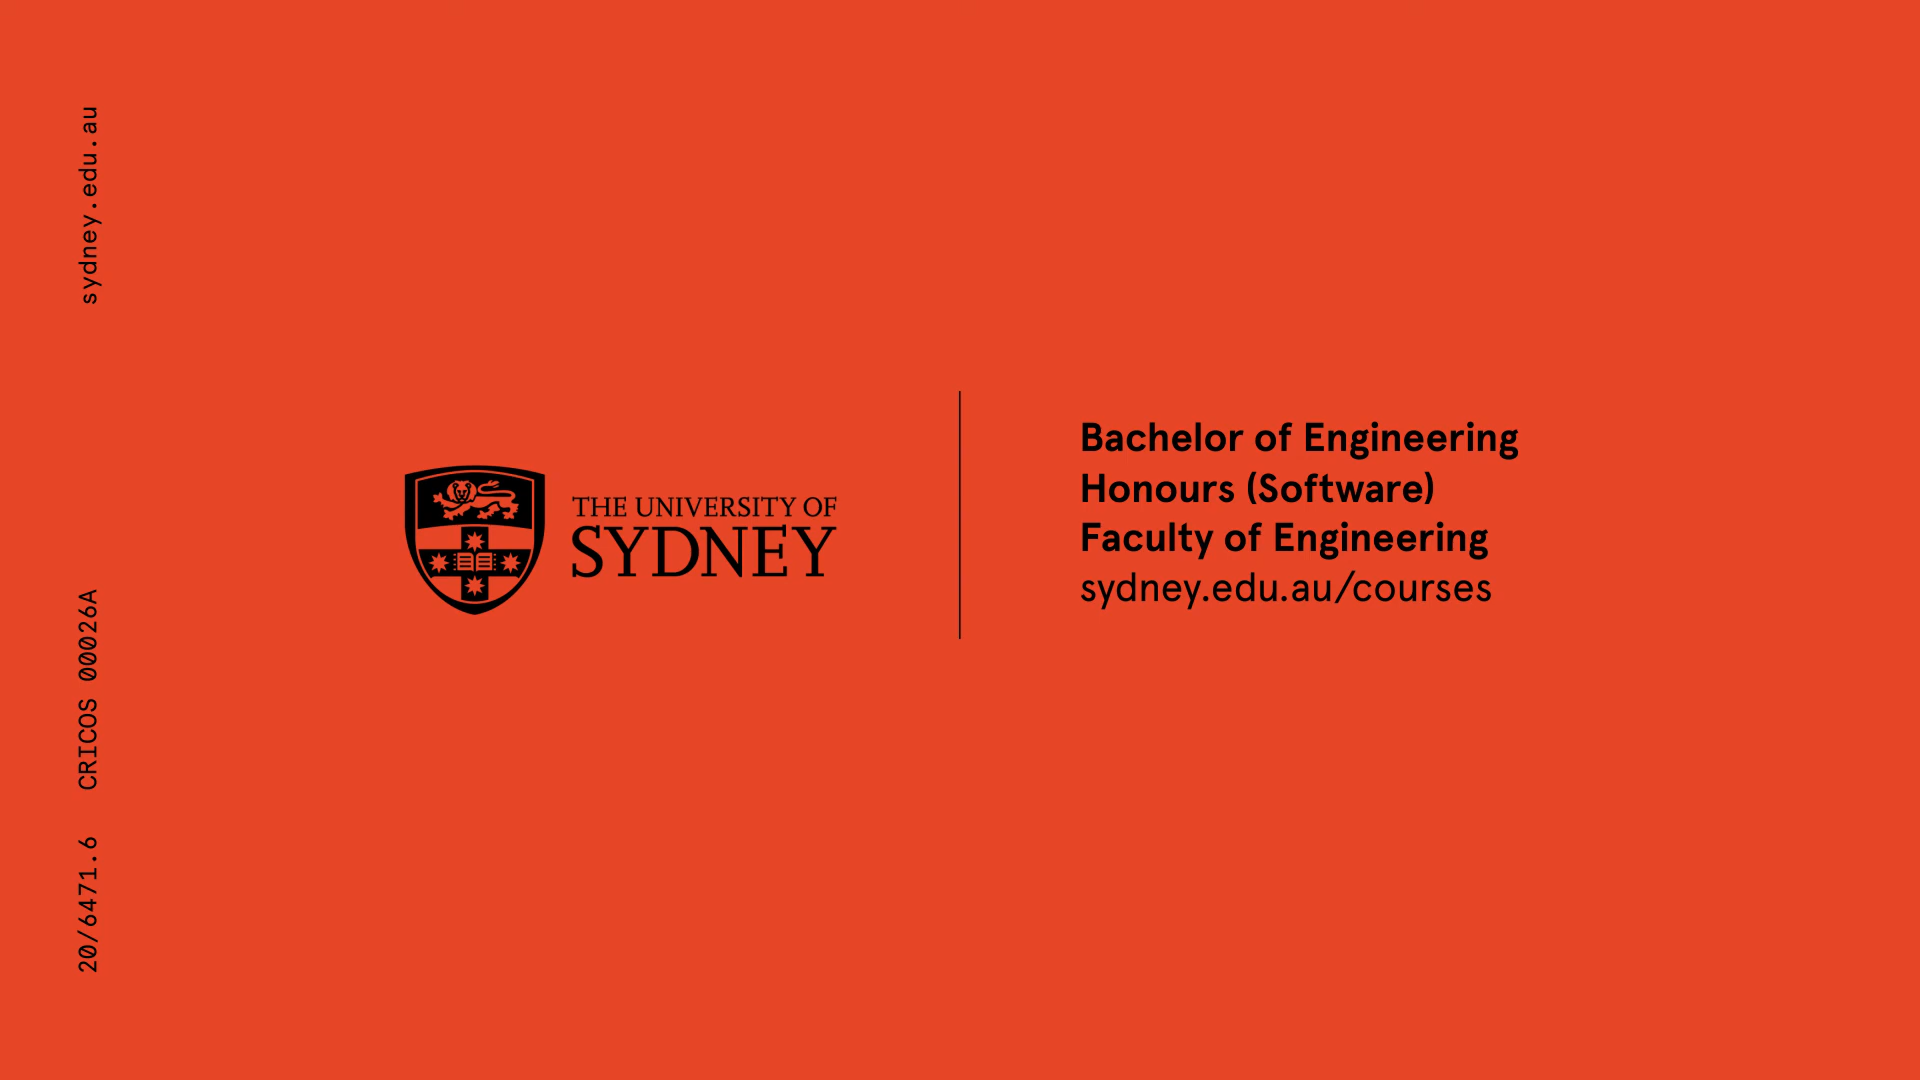 sydney.edu.au
20/6471.6 CRICOS 00026A
THE UNIVERSITY OF
SYDNEY
Bachelor of Engineering
Honours (Software)
Faculty of Engineering
sydney.edu.au/courses